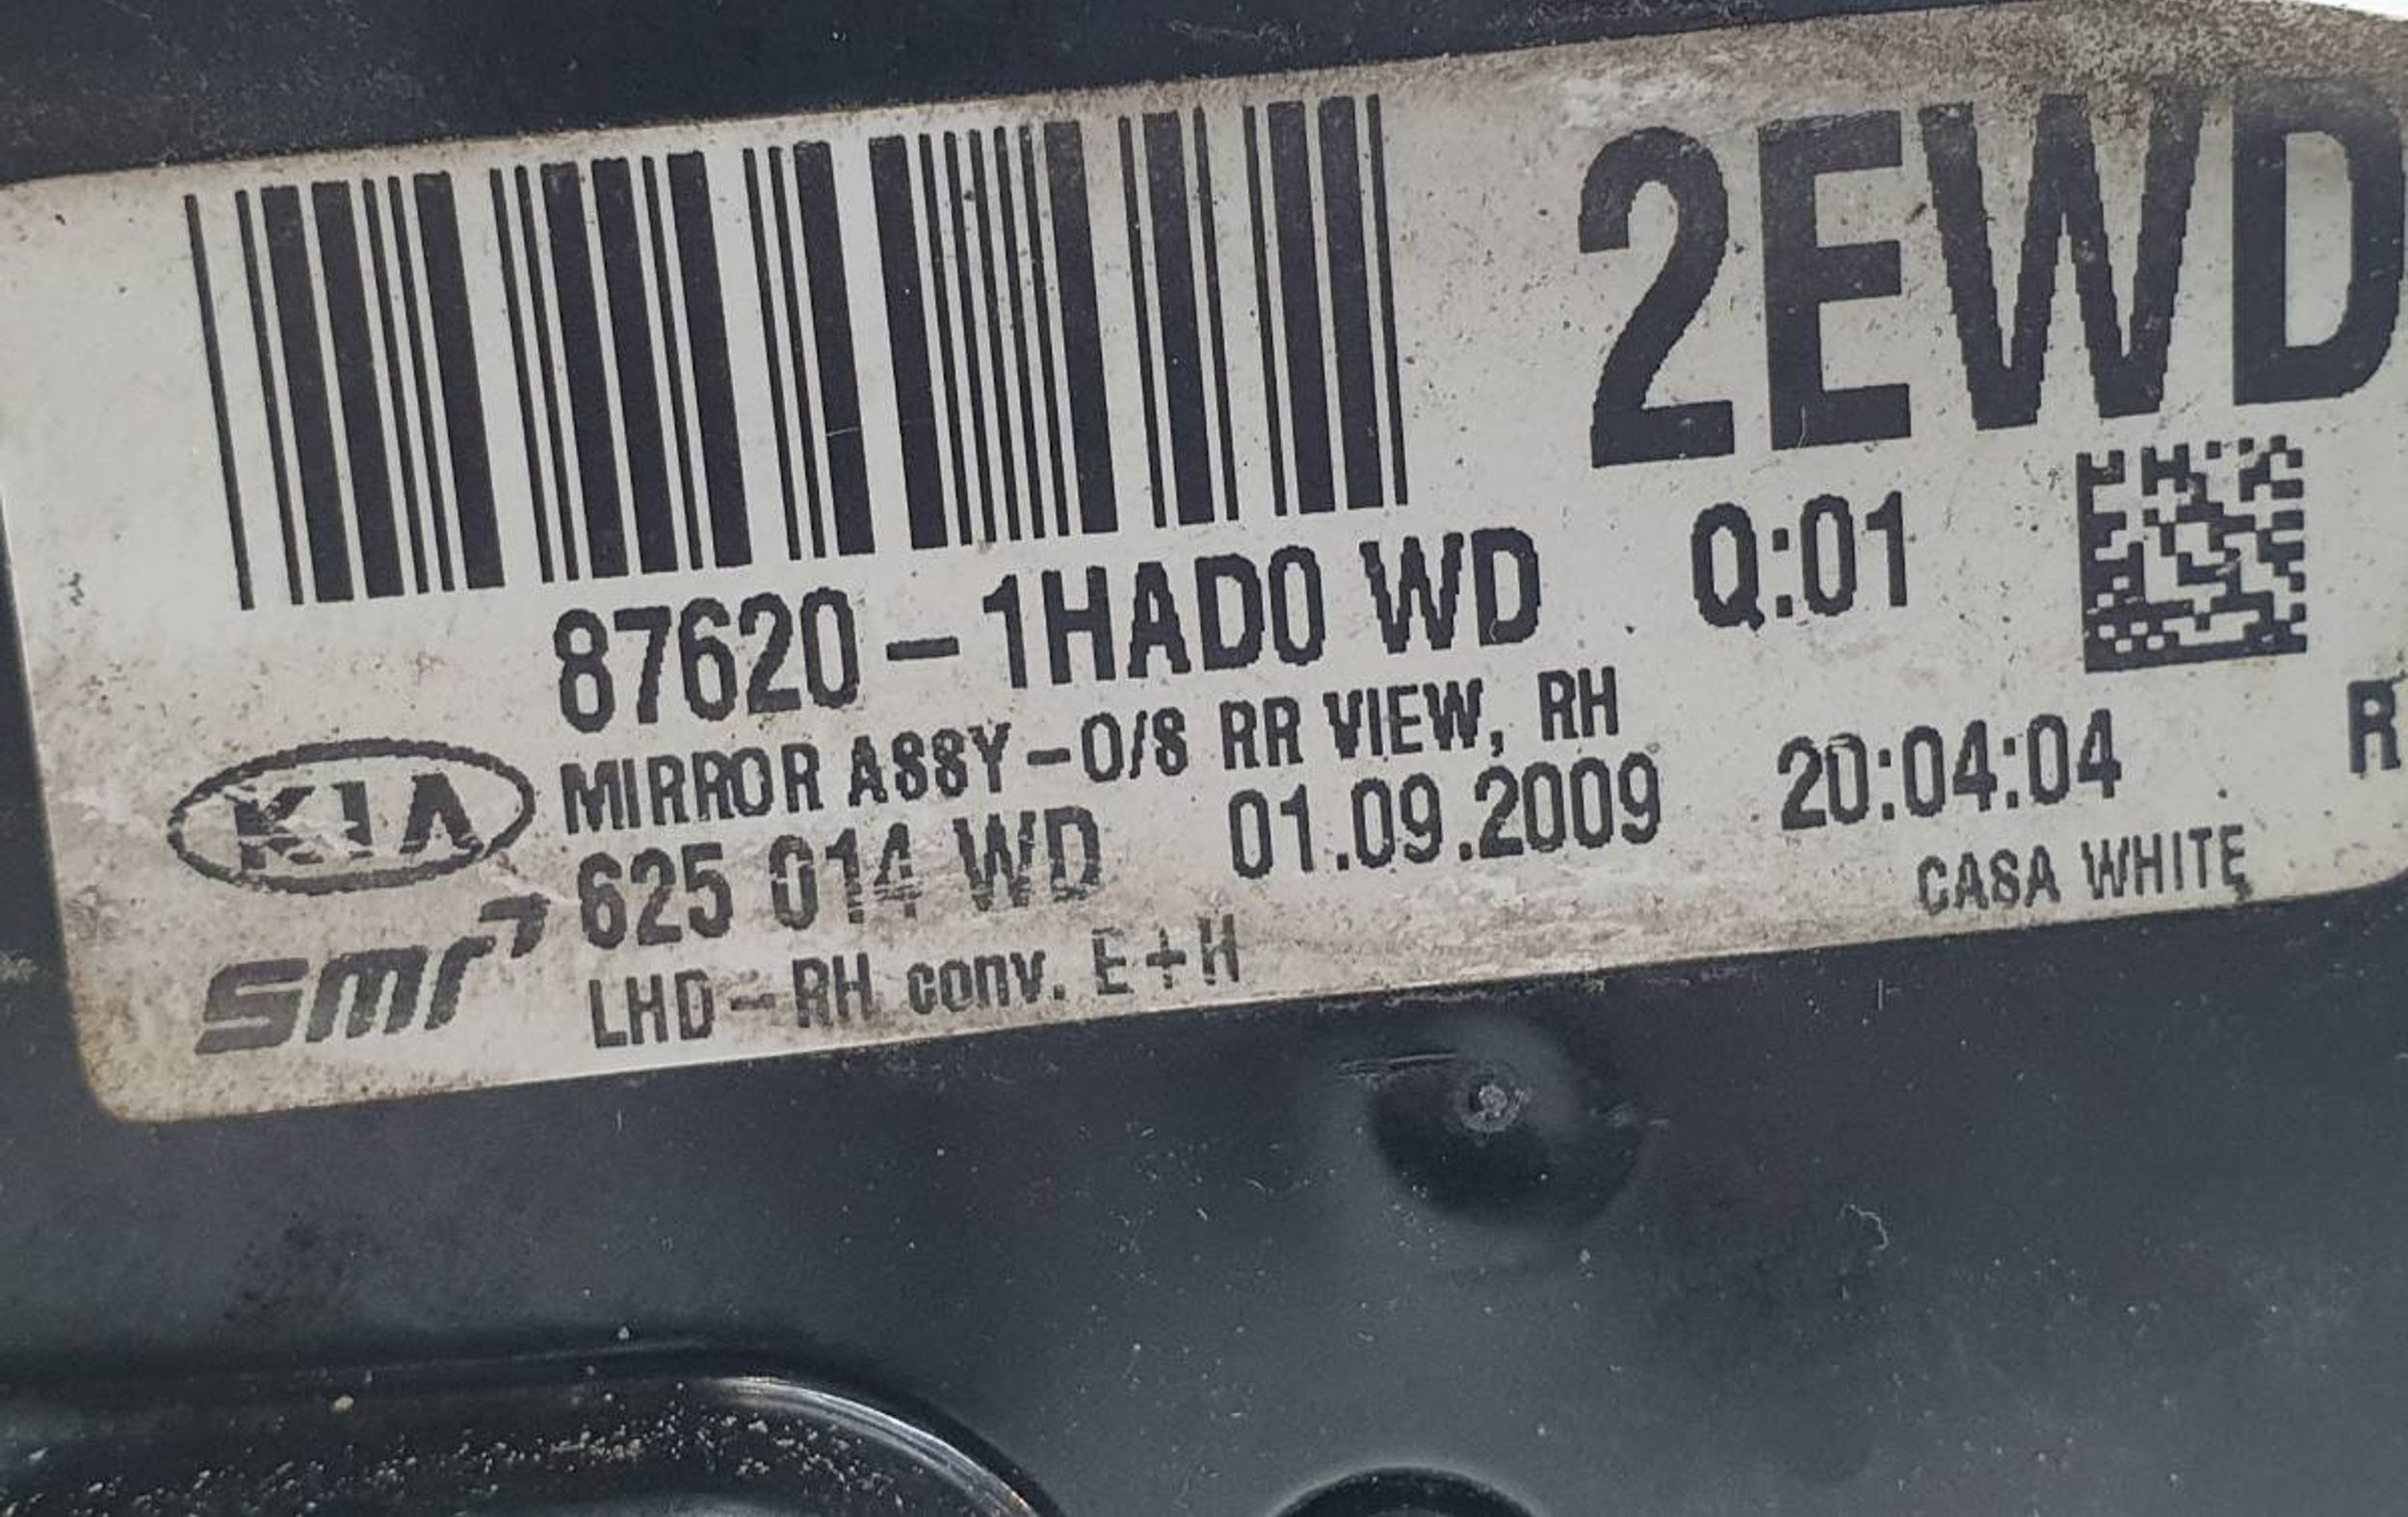 2EWD
87620-1HAD0 WD Q:01
KIA MIRROR ASSY-O/S RR VIEW, RH
625 014 WD 01.09.2009 20:04:04 R
smr LHD-RH conv. E+H CASA WHITE